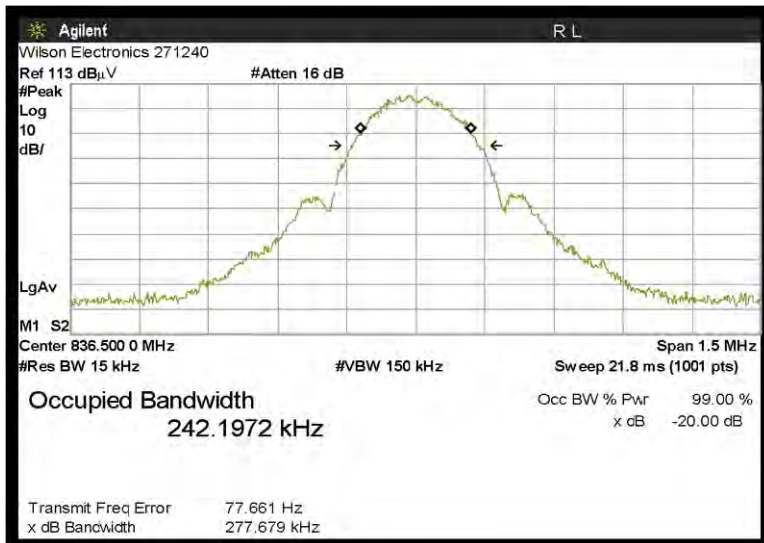 Agilent R L
Wilson Electronics 271240
Ref 113 dBµV #Atten 16 dB
#Peak
Log
10
dB/
LgAv
M1 S2
Center 836.500 0 MHz Span 1.5 MHz
#Res BW 15 kHz #VBW 150 kHz Sweep 21.8 ms (1001 pts)
Occupied Bandwidth Occ BW % Pwr 99.00 %
242.1972 kHz x dB -20.00 dB
Transmit Freq Error 77.661 Hz
x dB Bandwidth 277.679 kHz